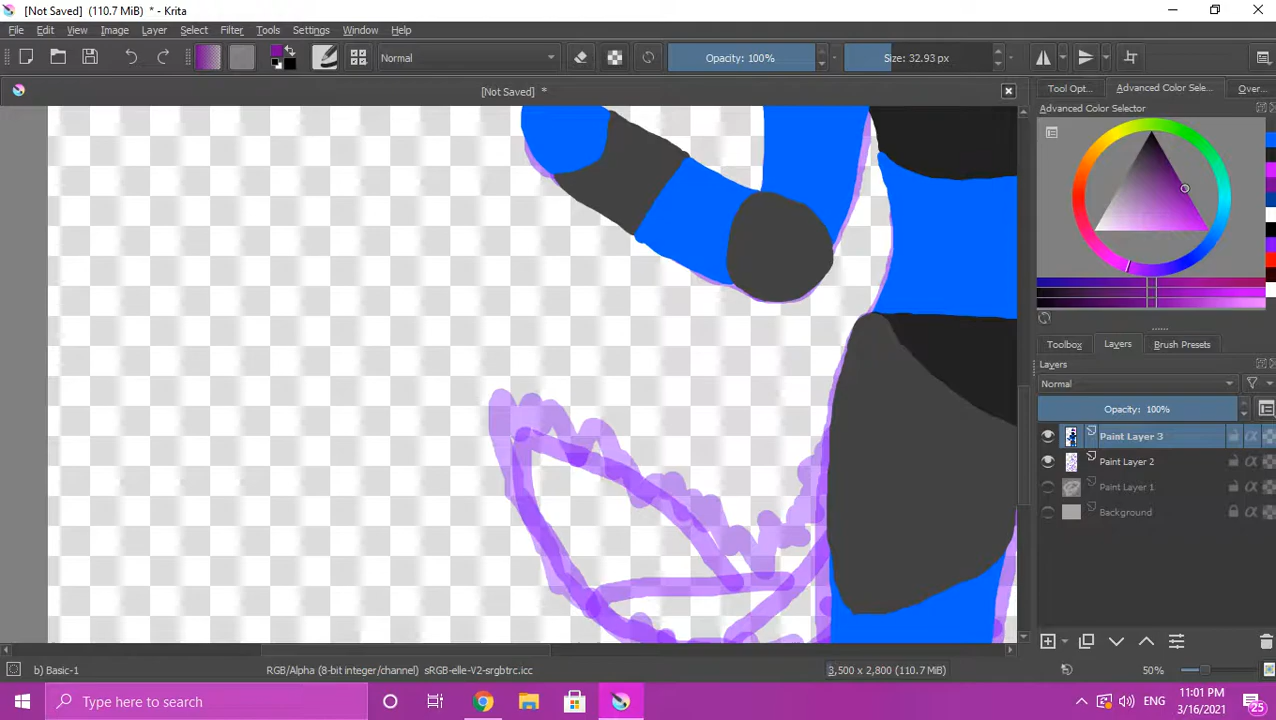 [Not Saved] (110.7 MiB) * - Krita
File Edit View Image Layer Select Filter Tools Settings Window Help
Normal Opacity: 100% Size: 32.93 px
[Not Saved] *
Tool Opt... Advanced Color Sele... Over...
Advanced Color Selector
Toolbox Layers Brush Presets
Layers
Normal
Opacity: 100%
Paint Layer 3
Paint Layer 2
Paint Layer 1
Background
b) Basic-1 RGB/Alpha (8-bit integer/channel) sRGB-elle-V2-srgbtrc.icc 3,500 x 2,800 (110.7 MiB) 50%
Type here to search
ENG
11:01 PM
3/16/2021
25